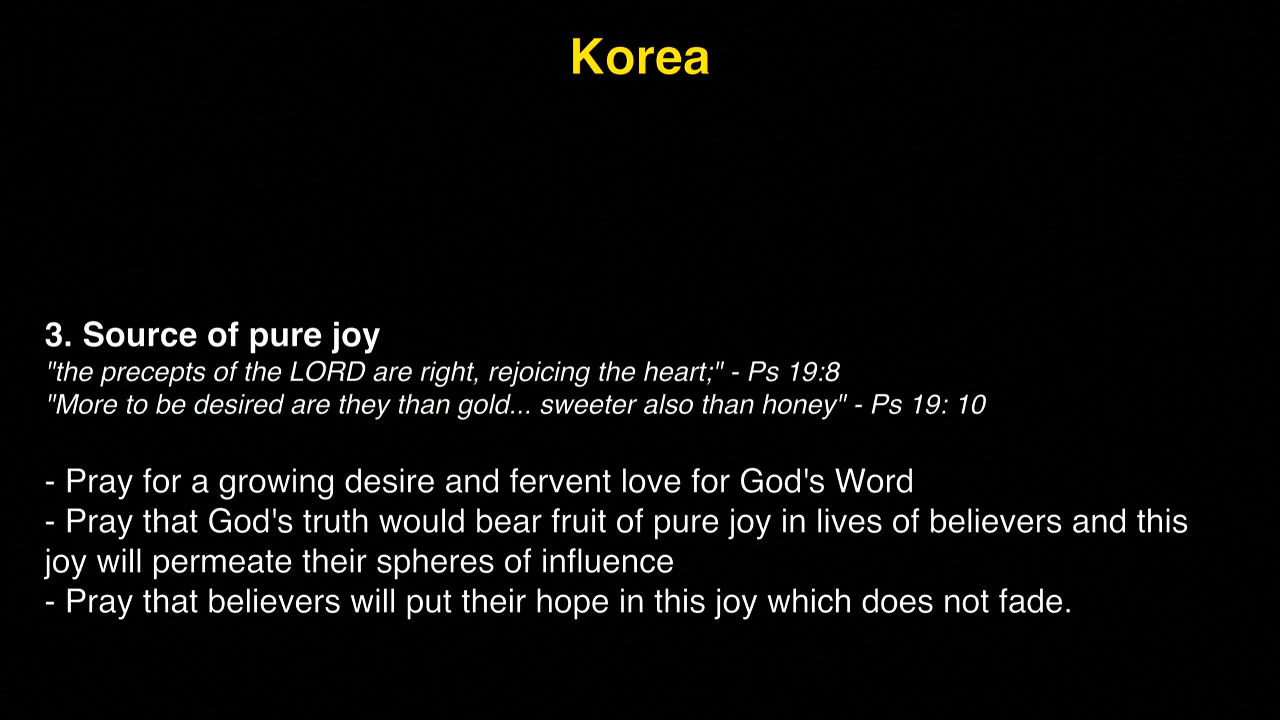 Korea
3. Source of pure joy
"the precepts of the LORD are right, rejoicing the heart;" - Ps 19:8
"More to be desired are they than gold... sweeter also than honey" - Ps 19: 10
- Pray for a growing desire and fervent love for God's Word
- Pray that God's truth would bear fruit of pure joy in lives of believers and this
joy will permeate their spheres of influence
- Pray that believers will put their hope in this joy which does not fade.